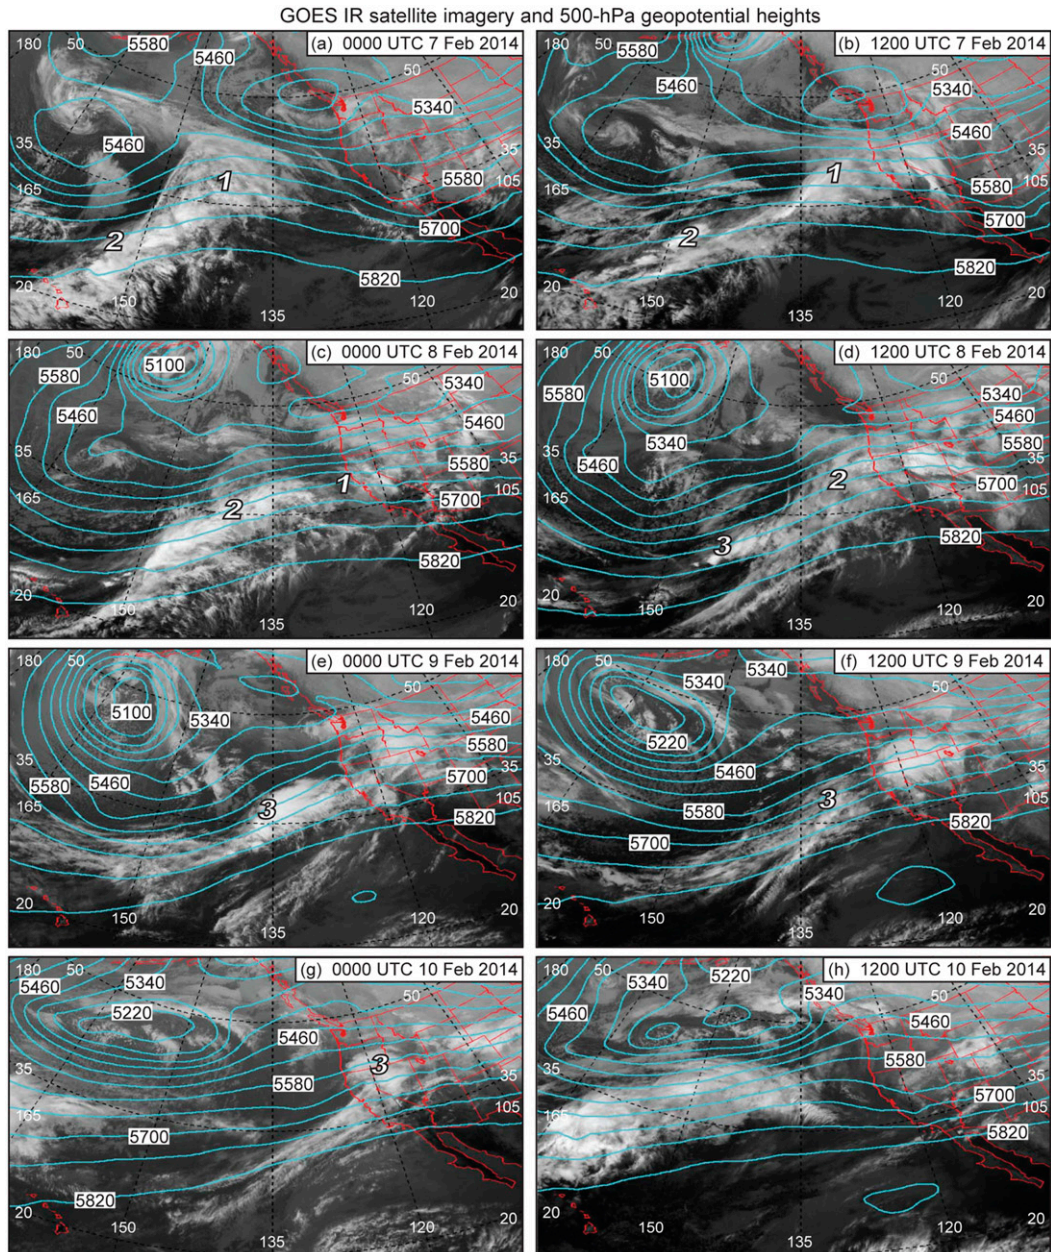 GOES IR satellite imagery and 500-hPa geopotential heights
(a) 0000 UTC 7 Feb 2014
180 50 5580 5460 50 5340
5460
35 35
165 5580 105
1
5700
2
5820
20 150 135 120 20
(b) 1200 UTC 7 Feb 2014
180 5580 5460 50 5340
5460
35 35
165 5580 105
1
5700
2
5820
20 150 135 120 20
(c) 0000 UTC 8 Feb 2014
180 50 5100 5340
5580 50
5460 5460
35 5580 35
165 1 105
5700
2
5820
20 150 135 120 20
(d) 1200 UTC 8 Feb 2014
180 50 5100 5340
5580 50
5460
5340
35 5460 5580 35
165 2 5700 105
3 5820
20 150 135 120 20
(e) 0000 UTC 9 Feb 2014
180 50
5100 5340 50 5460
5580
35 5580 5460 5700 35
165 3 105
5820
20 150 135 120 20
(f) 1200 UTC 9 Feb 2014
180 50 5340 5340
50
5220 5460
5580
35 5460 5700 35
165 3 105
5580
5700 5820
20 150 135 120 20
(g) 0000 UTC 10 Feb 2014
180 50 5340
5460 50
5220
5460 3
35 5580 35
165 105
5700
5820
20 150 135 120 20
(h) 1200 UTC 10 Feb 2014
180 50 5220 5340
5460 5340 50
5460
35 5580 35
165 5700 105
5820
20 150 135 120 20